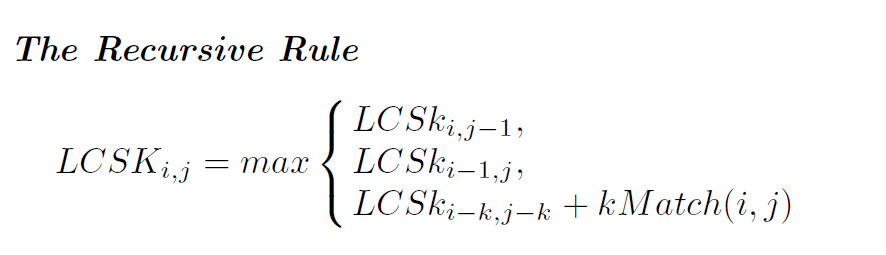 The Recursive Rule
LCSk_{i,j-1},
LCSK_{i,j} = max { LCSk_{i-1,j},
LCSk_{i-k,j-k} + kMatch(i, j)